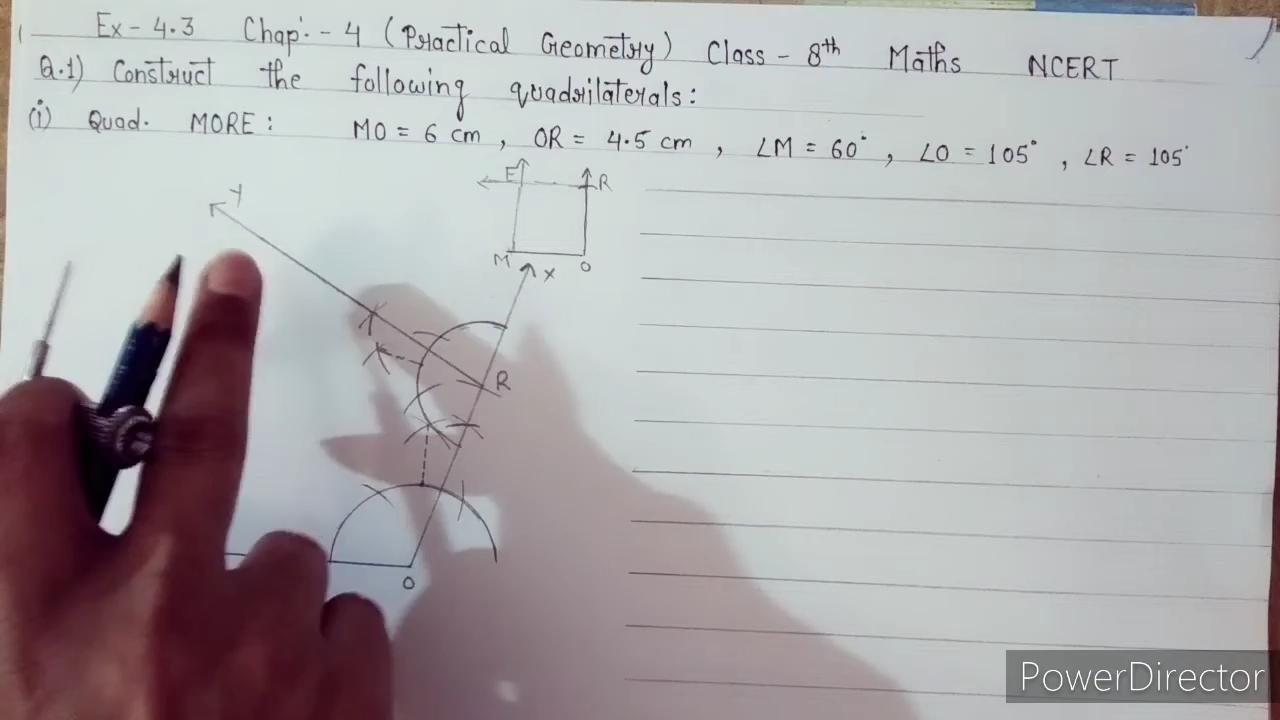 Ex - 4.3 Chap:- 4 (Practical Geometry) Class - 8th Maths NCERT
Q.1) Construct the following quadrilaterals:
(i) Quad. MORE: MO = 6 cm, OR = 4.5 cm, ∠M = 60°, ∠O = 105°, ∠R = 105°
E R
Y
M O
X
R
O
PowerDirector